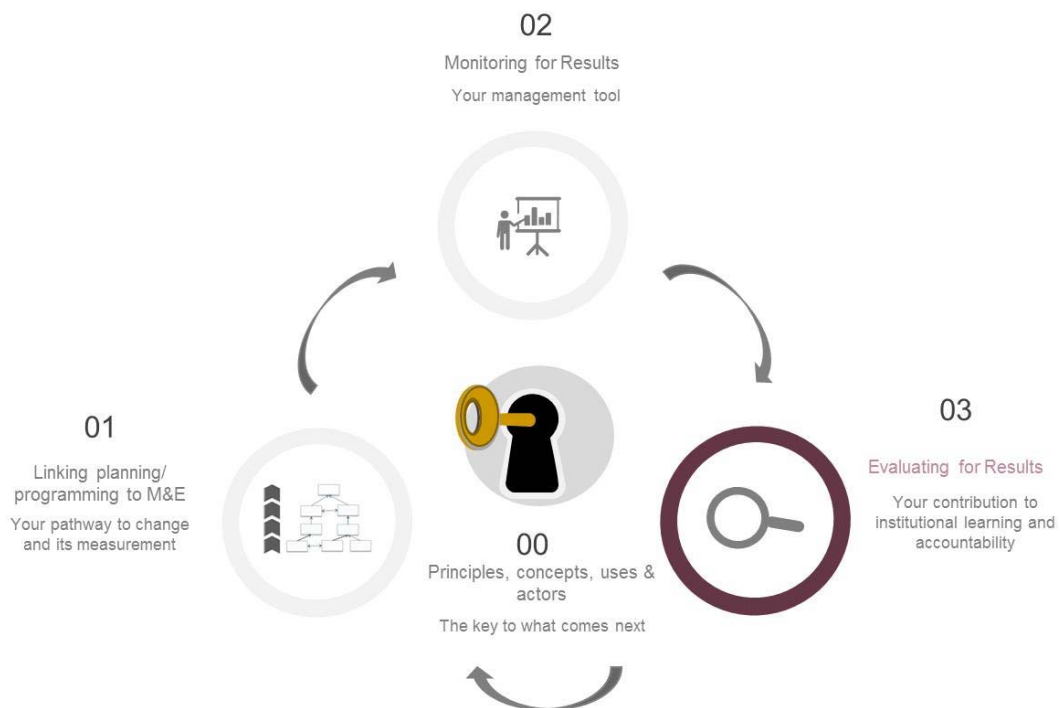 02
Monitoring for Results
Your management tool
01
Linking planning/
programming to M&E
Your pathway to change
and its measurement
03
Evaluating for Results
Your contribution to
institutional learning and
accountability
00
Principles, concepts, uses &
actors
The key to what comes next